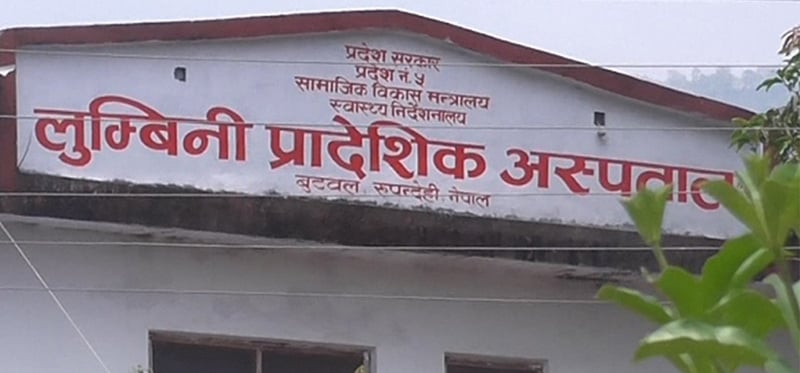 प्रदेश सरकार
प्रदेश नं. ५
सामाजिक विकास मन्त्रालय
स्वास्थ्य निर्देशनालय
लुम्बिनी प्रादेशिक अस्पताल
बुटवल, रुपन्देही, नेपाल